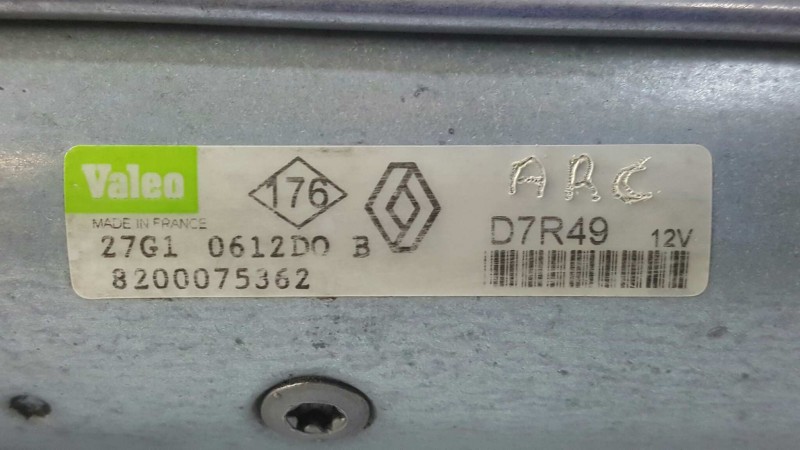 Valeo
MADE IN FRANCE
176
ARC
D7R49 12V
27G1 0612D0 B
8200075362